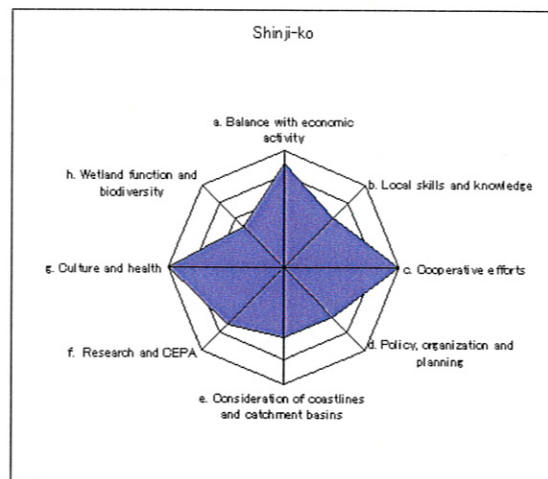 Shinji-ko
a. Balance with economic
activity
b. Local skills and knowledge
c. Cooperative efforts
d. Policy, organization and
planning
e. Consideration of coastlines
and catchment basins
f. Research and CEPA
g. Culture and health
h. Wetland function and
biodiversity